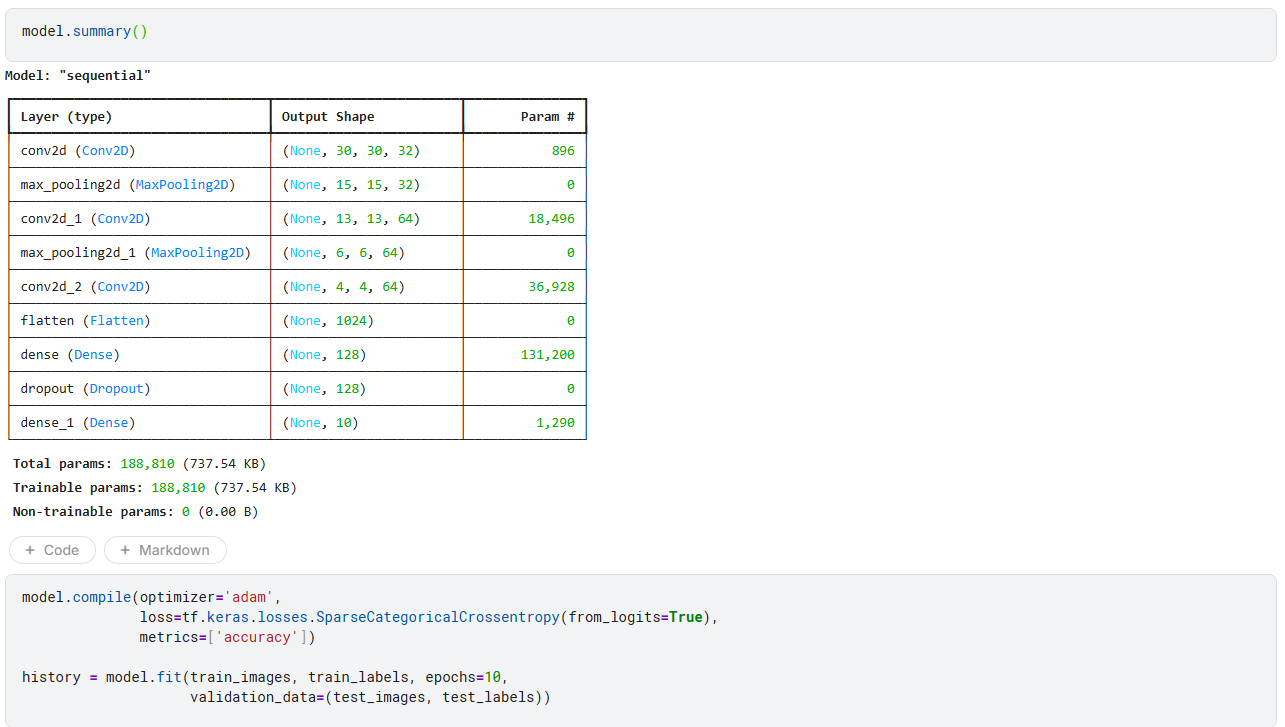 model.summary()
Model: "sequential"
Layer (type) Output Shape Param #
conv2d (Conv2D) (None, 30, 30, 32) 896
max_pooling2d (MaxPooling2D) (None, 15, 15, 32) 0
conv2d_1 (Conv2D) (None, 13, 13, 64) 18,496
max_pooling2d_1 (MaxPooling2D) (None, 6, 6, 64) 0
conv2d_2 (Conv2D) (None, 4, 4, 64) 36,928
flatten (Flatten) (None, 1024) 0
dense (Dense) (None, 128) 131,200
dropout (Dropout) (None, 128) 0
dense_1 (Dense) (None, 10) 1,290
Total params: 188,810 (737.54 KB)
Trainable params: 188,810 (737.54 KB)
Non-trainable params: 0 (0.00 B)
+ Code + Markdown
model.compile(optimizer='adam',
loss=tf.keras.losses.SparseCategoricalCrossentropy(from_logits=True),
metrics=['accuracy'])
history = model.fit(train_images, train_labels, epochs=10,
validation_data=(test_images, test_labels))